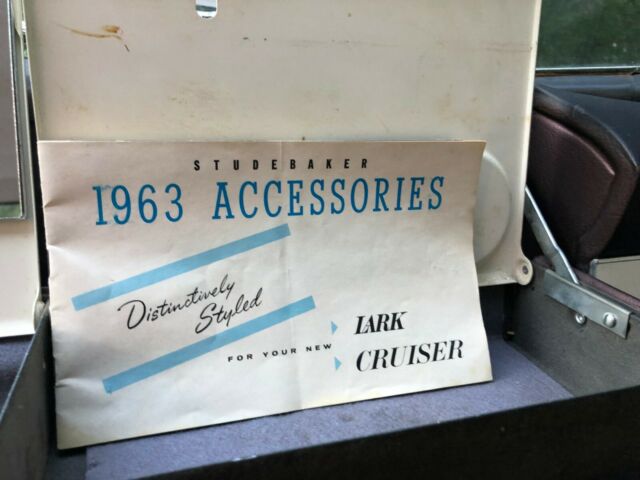 STUDEBAKER
1963 ACCESSORIES
Distinctively
Styled
FOR YOUR NEW
LARK
CRUISER